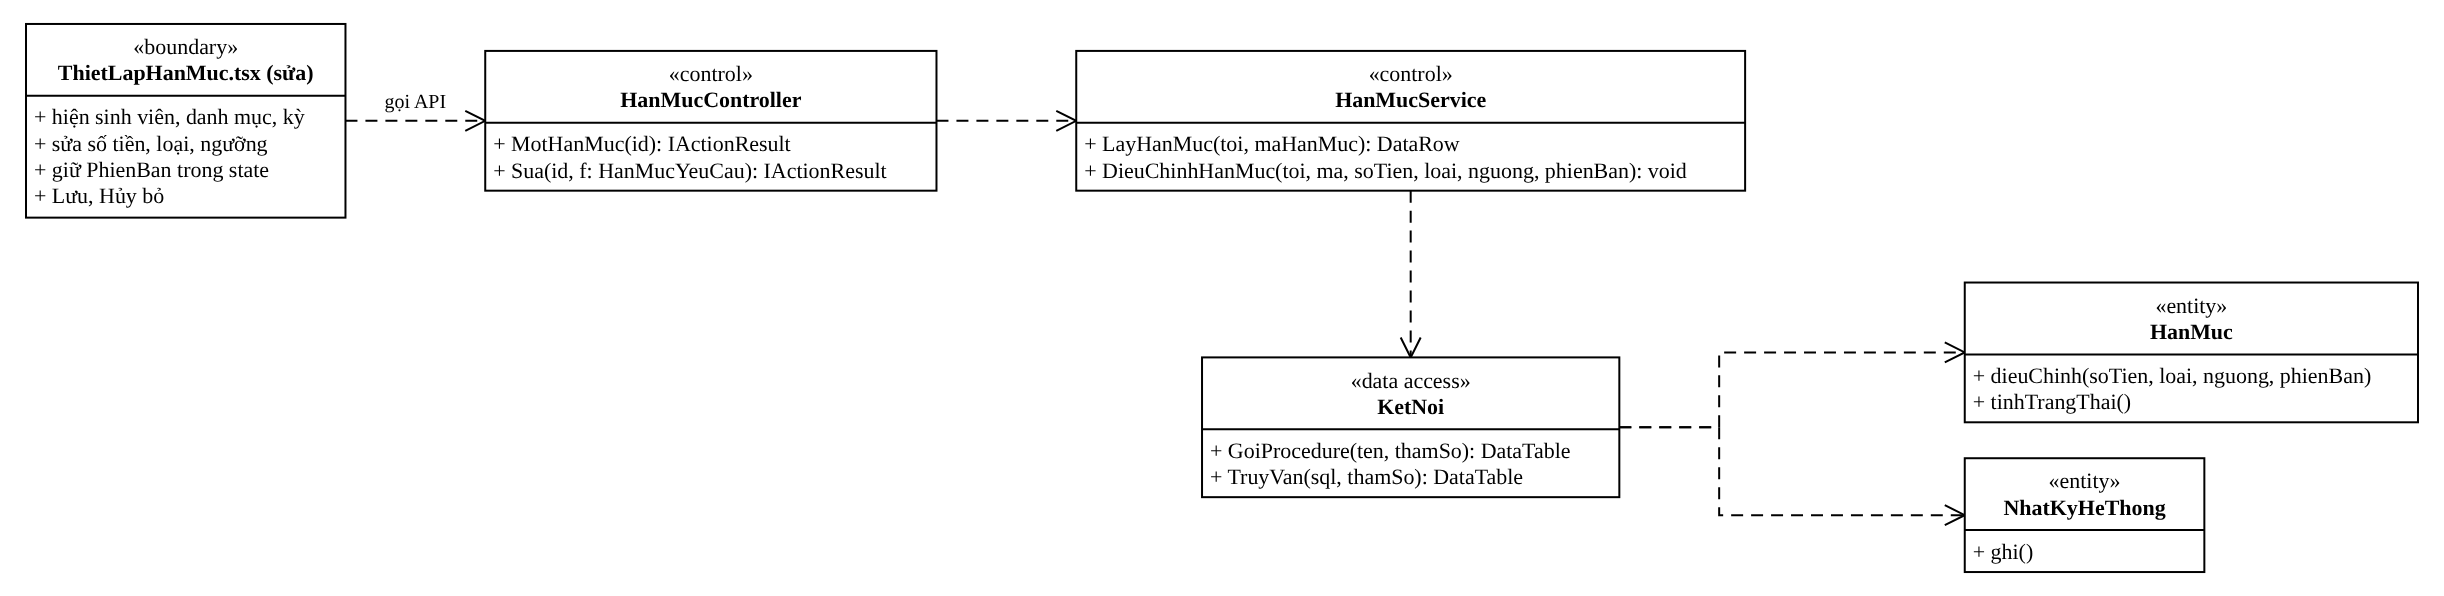 «boundary»
ThietLapHanMuc.tsx (sửa)
+ hiện sinh viên, danh mục, kỳ
+ sửa số tiền, loại, ngưỡng
+ giữ PhienBan trong state
+ Lưu, Hủy bỏ
gọi API
«control»
HanMucController
+ MotHanMuc(id): IActionResult
+ Sua(id, f: HanMucYeuCau): IActionResult
«control»
HanMucService
+ LayHanMuc(toi, maHanMuc): DataRow
+ DieuChinhHanMuc(toi, ma, soTien, loai, nguong, phienBan): void
«data access»
KetNoi
+ GoiProcedure(ten, thamSo): DataTable
+ TruyVan(sql, thamSo): DataTable
«entity»
HanMuc
+ dieuChinh(soTien, loai, nguong, phienBan)
+ tinhTrangThai()
«entity»
NhatKyHeThong
+ ghi()